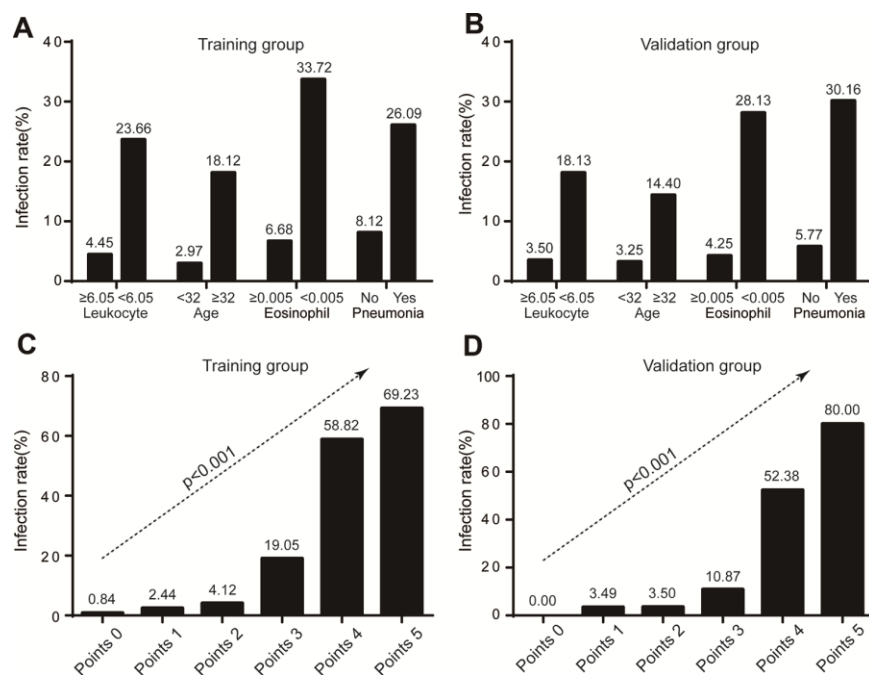 A
Training group
Infection rate(%)
40
30
20
10
0
4.45
23.66
2.97
18.12
6.68
33.72
8.12
26.09
≥6.05 <6.05
<32 ≥32
≥0.005 <0.005
No Yes
Leukocyte
Age
Eosinophil
Pneumonia
B
Validation group
Infection rate(%)
40
30
20
10
0
3.50
18.13
3.25
14.40
4.25
28.13
5.77
30.16
≥6.05 <6.05
<32 ≥32
≥0.005 <0.005
No Yes
Leukocyte
Age
Eosinophil
Pneumonia
C
Training group
Infection rate(%)
80
60
40
20
0
p<0.001
0.84
2.44
4.12
19.05
58.82
69.23
Points 0
Points 1
Points 2
Points 3
Points 4
Points 5
D
Validation group
Infection rate(%)
100
80
60
40
20
0
p<0.001
0.00
3.49
3.50
10.87
52.38
80.00
Points 0
Points 1
Points 2
Points 3
Points 4
Points 5